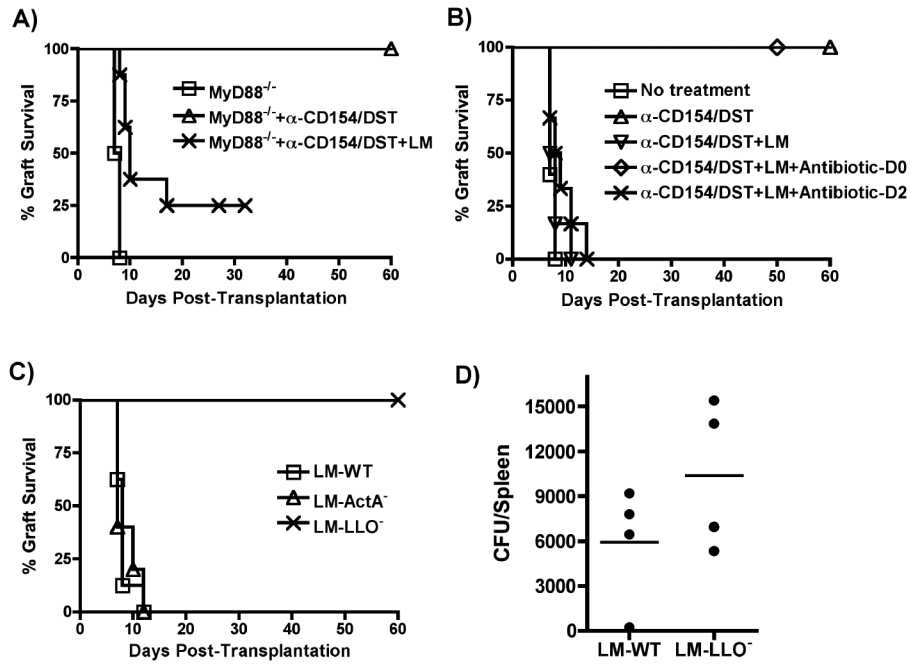 A)
100
75
50
25
0
% Graft Survival
MyD88-/-
MyD88-/-+α-CD154/DST
MyD88-/-+α-CD154/DST+LM
0 10 20 30 40 50 60
Days Post-Transplantation
B)
100
75
50
25
0
% Graft Survival
No treatment
α-CD154/DST
α-CD154/DST+LM
α-CD154/DST+LM+Antibiotic-D0
α-CD154/DST+LM+Antibiotic-D2
0 10 20 30 40 50 60
Days Post-Transplantation
C)
100
75
50
25
0
% Graft Survival
LM-WT
LM-ActA-
LM-LLO-
0 10 20 30 40 50 60
Days Post-Transplantation
D)
15000
12000
9000
6000
3000
0
CFU/Spleen
LM-WT LM-LLO-